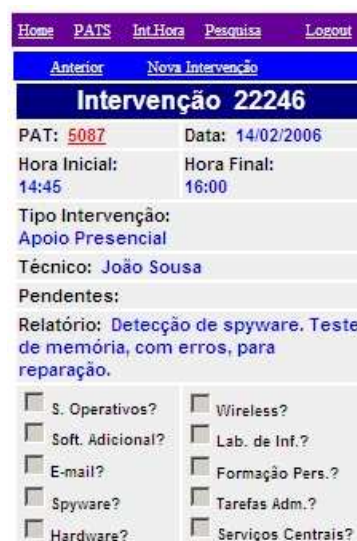 Home PATS Int.Hora Pesquisa Logout
Anterior Nova Intervenção
Intervenção 22246
PAT: 5087 Data: 14/02/2006
Hora Inicial: Hora Final:
14:45 16:00
Tipo Intervenção:
Apoio Presencial
Técnico: João Sousa
Pendentes:
Relatório: Detecção de spyware. Teste
de memória, com erros, para
reparação.
S. Operativos? Wireless?
Soft. Adicional? Lab. de Inf.?
E-mail? Formação Pers.?
Spyware? Tarefas Adm.?
Hardware? Serviços Centrais?